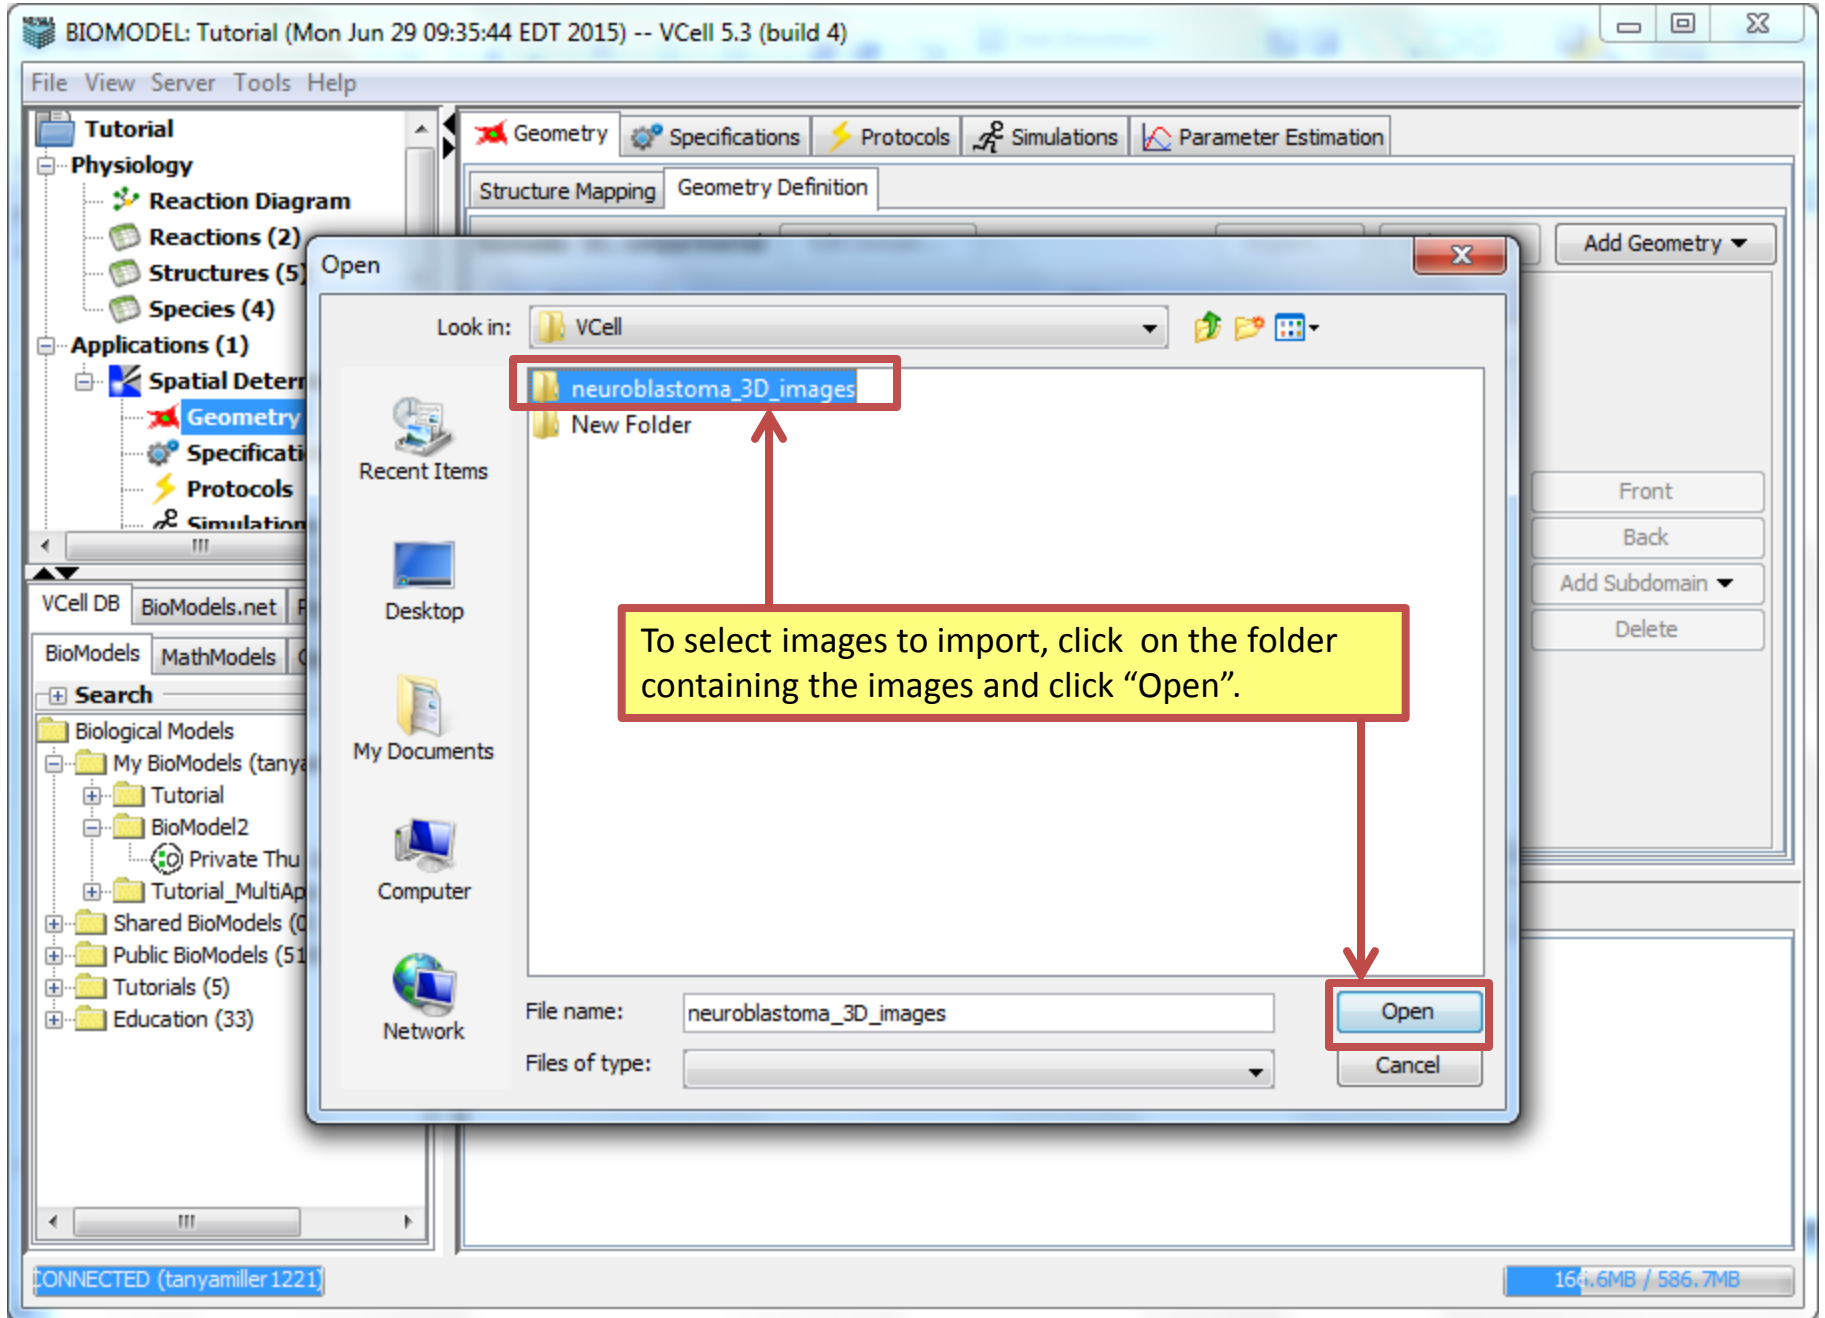 BIOMODEL: Tutorial (Mon Jun 29 09:35:44 EDT 2015) -- VCell 5.3 (build 4)
File View Server Tools Help
Tutorial
Physiology
Reaction Diagram
Reactions (2)
Structures (5)
Species (4)
Applications (1)
Spatial Deterr
Geometry
Specificati
Protocols
Simulation
VCell DB BioModels.net
BioModels MathModels
Search
Biological Models
My BioModels (tanya
Tutorial
BioModel2
Private Thu
Tutorial_MultiAp
Shared BioModels (0
Public BioModels (51
Tutorials (5)
Education (33)
CONNECTED (tanyamiller1221)
Geometry Specifications Protocols Simulations Parameter Estimation
Structure Mapping Geometry Definition
Add Geometry
Front
Back
Add Subdomain
Delete
Open
Look in: VCell
neuroblastoma_3D_images
New Folder
Recent Items
Desktop
My Documents
Computer
Network
To select images to import, click on the folder
containing the images and click “Open”.
File name: neuroblastoma_3D_images Open
Files of type: Cancel
166.6MB / 586.7MB